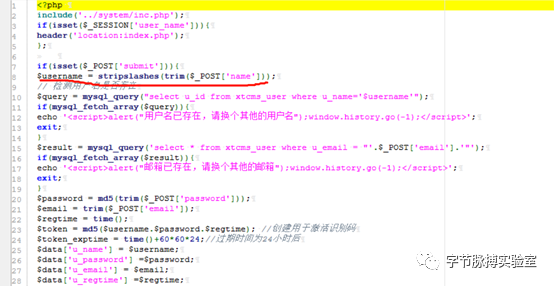 1 <?php
2 include('../system/inc.php');
3 if(isset($_SESSION['user_name'])){
4 header('location:index.php');
5 };
6
7 if(isset($_POST['submit'])){
8 $username = stripslashes(trim($_POST['name']));
9 // 检测用户名是否存在
10 $query = mysql_query("select u_id from xtcms_user where u_name='$username'");
11 if(mysql_fetch_array($query)){
12 echo '<script>alert("用户名已存在，请换个其他的用户名");window.history.go(-1);</script>';
13 exit;
14 }
15 $result = mysql_query('select * from xtcms_user where u_email = "'.$_POST['email'].'"');
16 if(mysql_fetch_array($result)){
17 echo '<script>alert("邮箱已存在，请换个其他的邮箱");window.history.go(-1);</script>';
18 exit;
19 }
20 $password = md5(trim($_POST['password']));
21 $email = trim($_POST['email']);
22 $regtime = time();
23 $token = md5($username.$password.$regtime); //创建用于激活识别码
24 $token_exptime = time()+60*60*24;//过期时间为24小时后
25 $data['u_name'] = $username;
26 $data['u_password'] =$password;
27 $data['u_email'] = $email;
28 $data['u_regtime'] =$regtime;
字节脉搏实验室